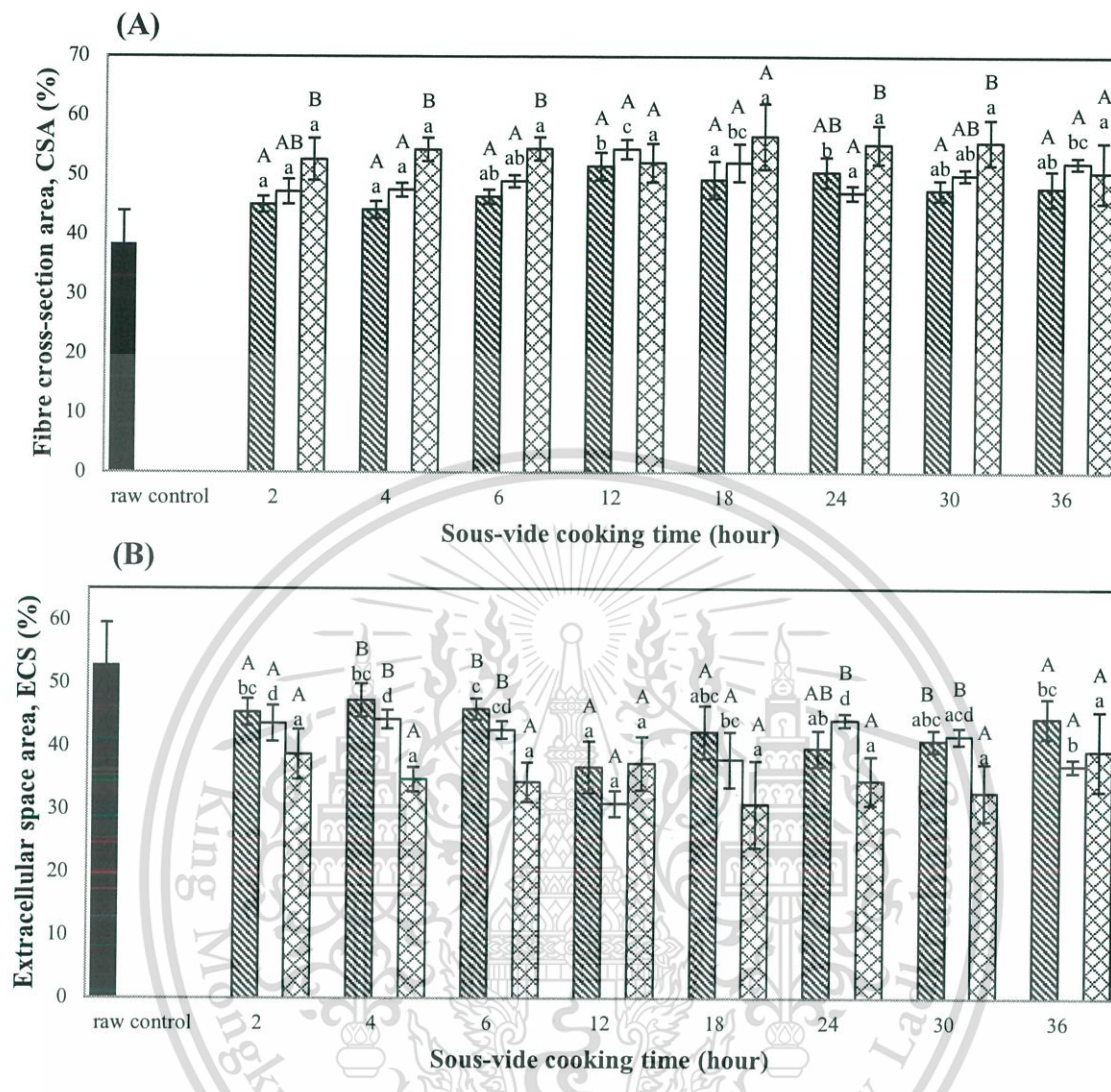 (A)
Fibre cross-section area, CSA (%)
70
60
50
40
30
20
10
0
A AB B
a a a
A A B
a a a
A A B
ab ab a
A A A
b c a
A A A
a bc a
AB A B
b a a
A AB B
ab ab a
A A A
ab bc a
raw control 2 4 6 12 18 24 30 36
Sous-vide cooking time (hour)
(B)
Extracellular space area, ECS (%)
60
50
40
30
20
10
0
A A A
bc d a
B B A
bc d a
B B A
c cd a
A A A
a a a
A A A
abc bc a
AB B A
ab d a
B B A
abc acd a
A A A
bc b a
raw control 2 4 6 12 18 24 30 36
Sous-vide cooking time (hour)
King Mongku
Lad